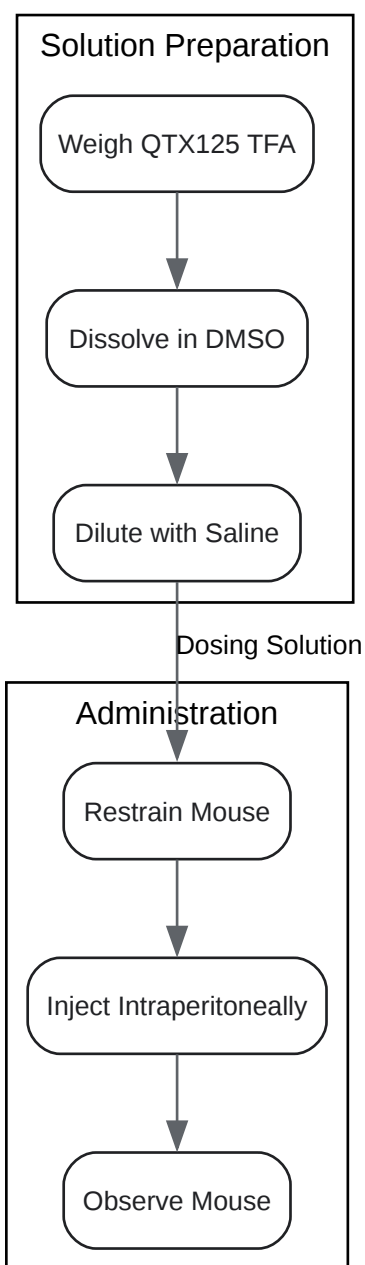 Solution Preparation
Weigh QTX125 TFA
Dissolve in DMSO
Dilute with Saline
Dosing Solution
Administration
Restrain Mouse
Inject Intraperitoneally
Observe Mouse